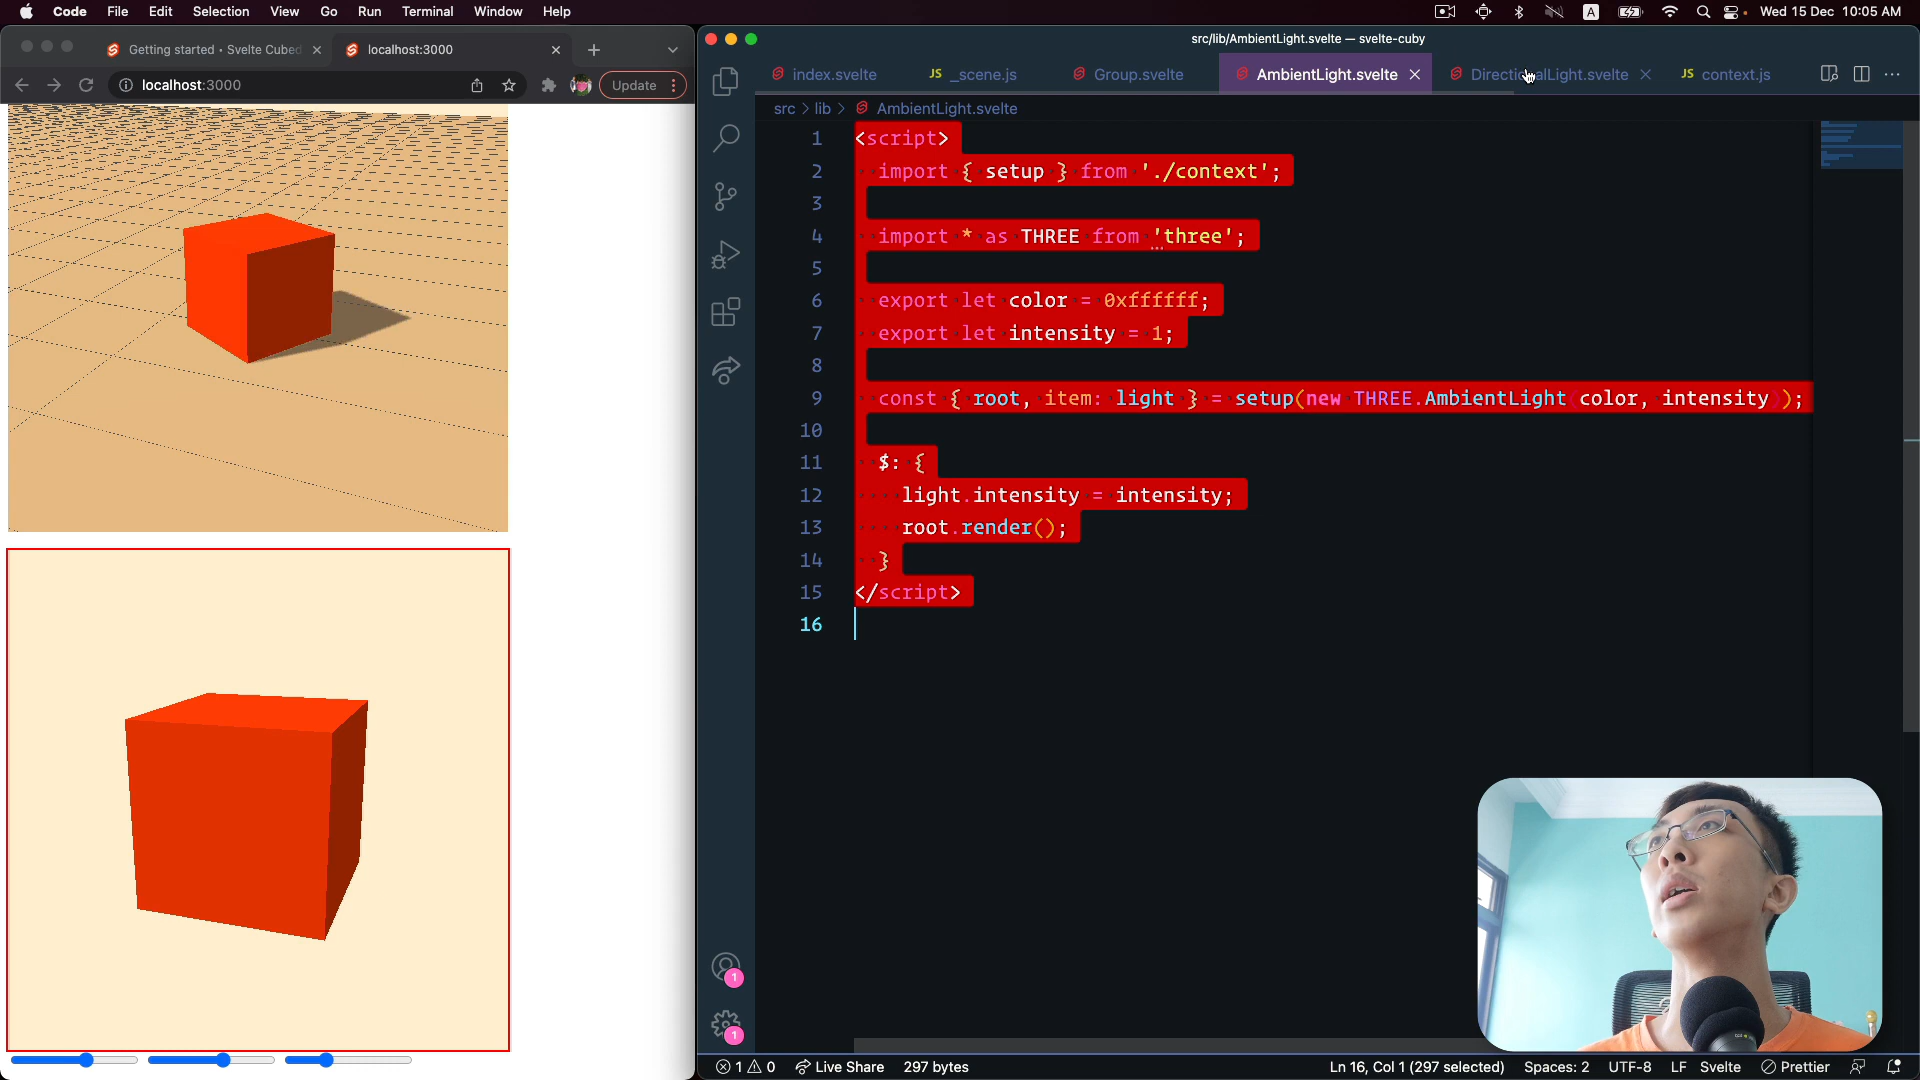 Code File Edit Selection View Go Run Terminal Window Help
A Wed 15 Dec 10:05 AM
Getting started • Svelte Cubed
localhost:3000
localhost:3000
Update
src/lib/AmbientLight.svelte — svelte-cuby
index.svelte
JS _scene.js
Group.svelte
AmbientLight.svelte
DirectionalLight.svelte
JS context.js
src > lib > AmbientLight.svelte
1 <script>
2 import { setup } from './context';
3
4 import * as THREE from 'three';
5
6 export let color = 0xffffff;
7 export let intensity = 1;
8
9 const { root, item: light } = setup(new THREE.AmbientLight(color, intensity));
10
11 $: {
12 light.intensity = intensity;
13 root.render();
14 }
15 </script>
16
1
1
1 0 Live Share 297 bytes
Ln 16, Col 1 (297 selected) Spaces: 2 UTF-8 LF Svelte Prettier